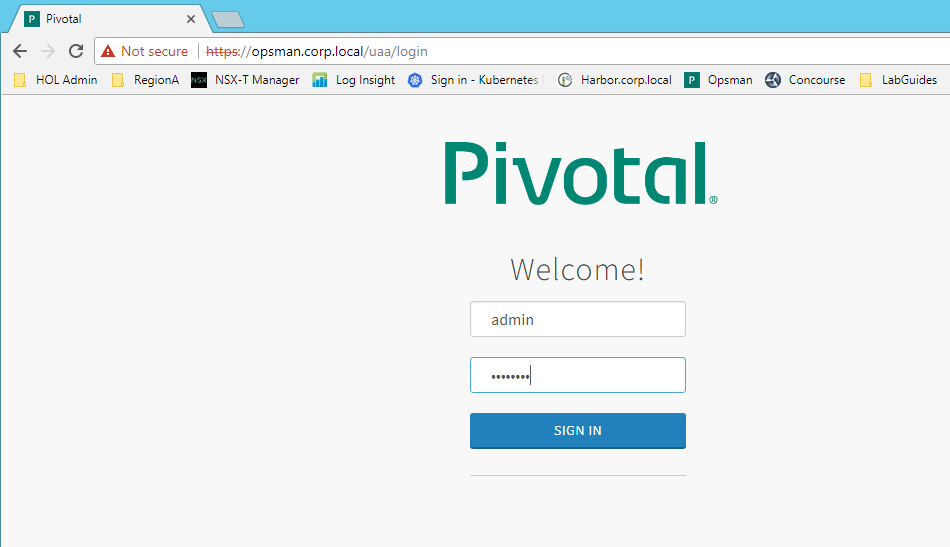 Pivotal
Not secure https://opsman.corp.local/uaa/login
HOL Admin RegionA NSX NSX-T Manager Log Insight Sign in - Kubernetes Harbor.corp.local P Opsman Concourse LabGuides
Pivotal®
Welcome!
admin
••••••••
SIGN IN